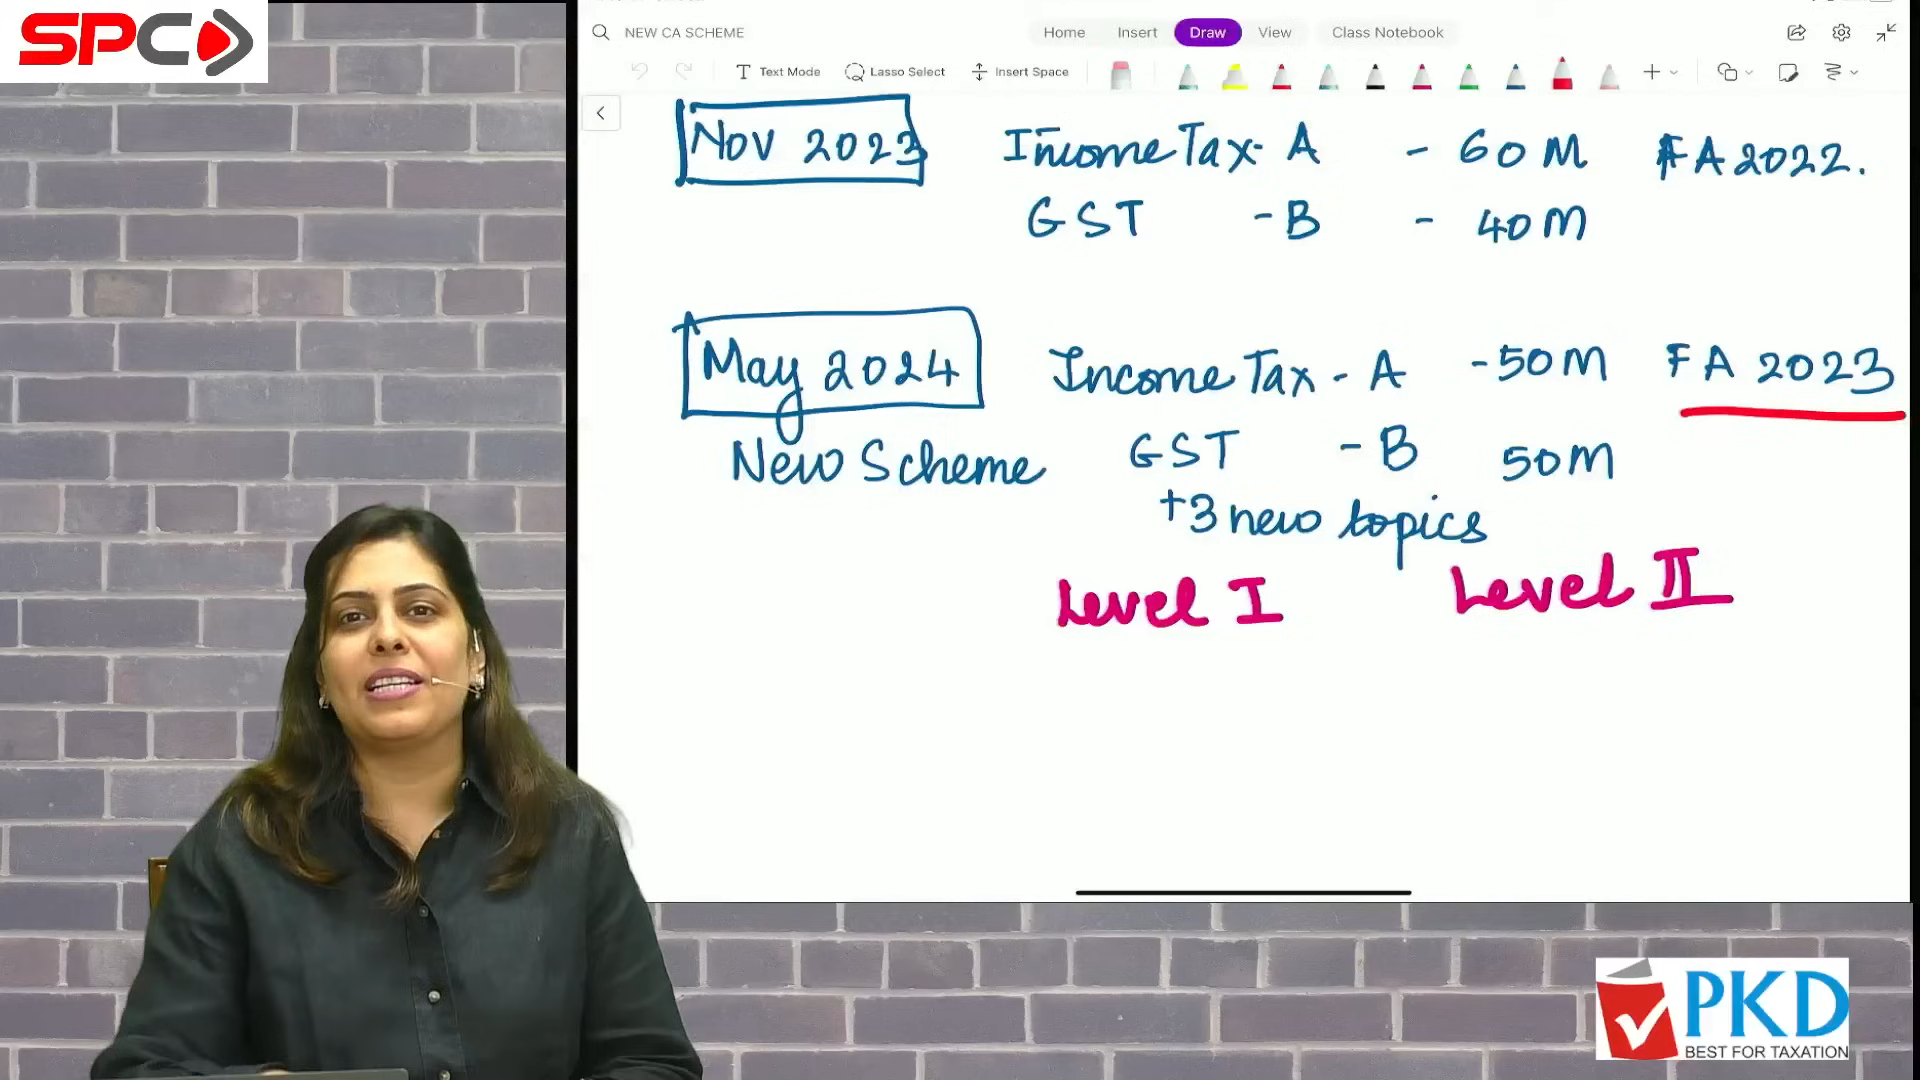 SPC
NEW CA SCHEME
Home Insert Draw View Class Notebook
Text Mode Lasso Select Insert Space
Nov 2023 Income Tax - A - 60 M FA 2022.
GST - B - 40 M
May 2024 Income Tax - A - 50 M FA 2023
New Scheme GST - B 50 M
+3 new topics
Level I Level II
PKD
BEST FOR TAXATION